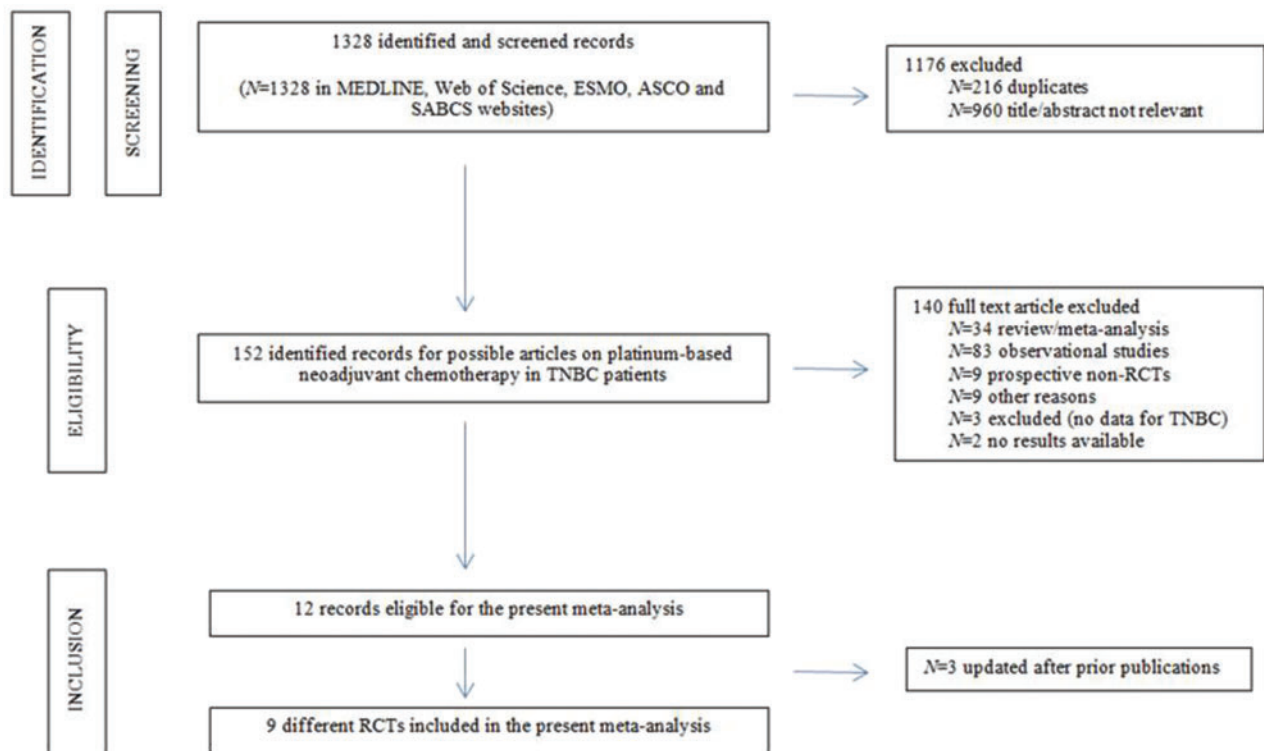 IDENTIFICATION
SCREENING
1328 identified and screened records
(N=1328 in MEDLINE, Web of Science, ESMO, ASCO and
SABCS websites)
1176 excluded
N=216 duplicates
N=960 title/abstract not relevant
ELIGIBILITY
152 identified records for possible articles on platinum-based
neoadjuvant chemotherapy in TNBC patients
140 full text article excluded
N=34 review/meta-analysis
N=83 observational studies
N=9 prospective non-RCTs
N=9 other reasons
N=3 excluded (no data for TNBC)
N=2 no results available
INCLUSION
12 records eligible for the present meta-analysis
N=3 updated after prior publications
9 different RCTs included in the present meta-analysis